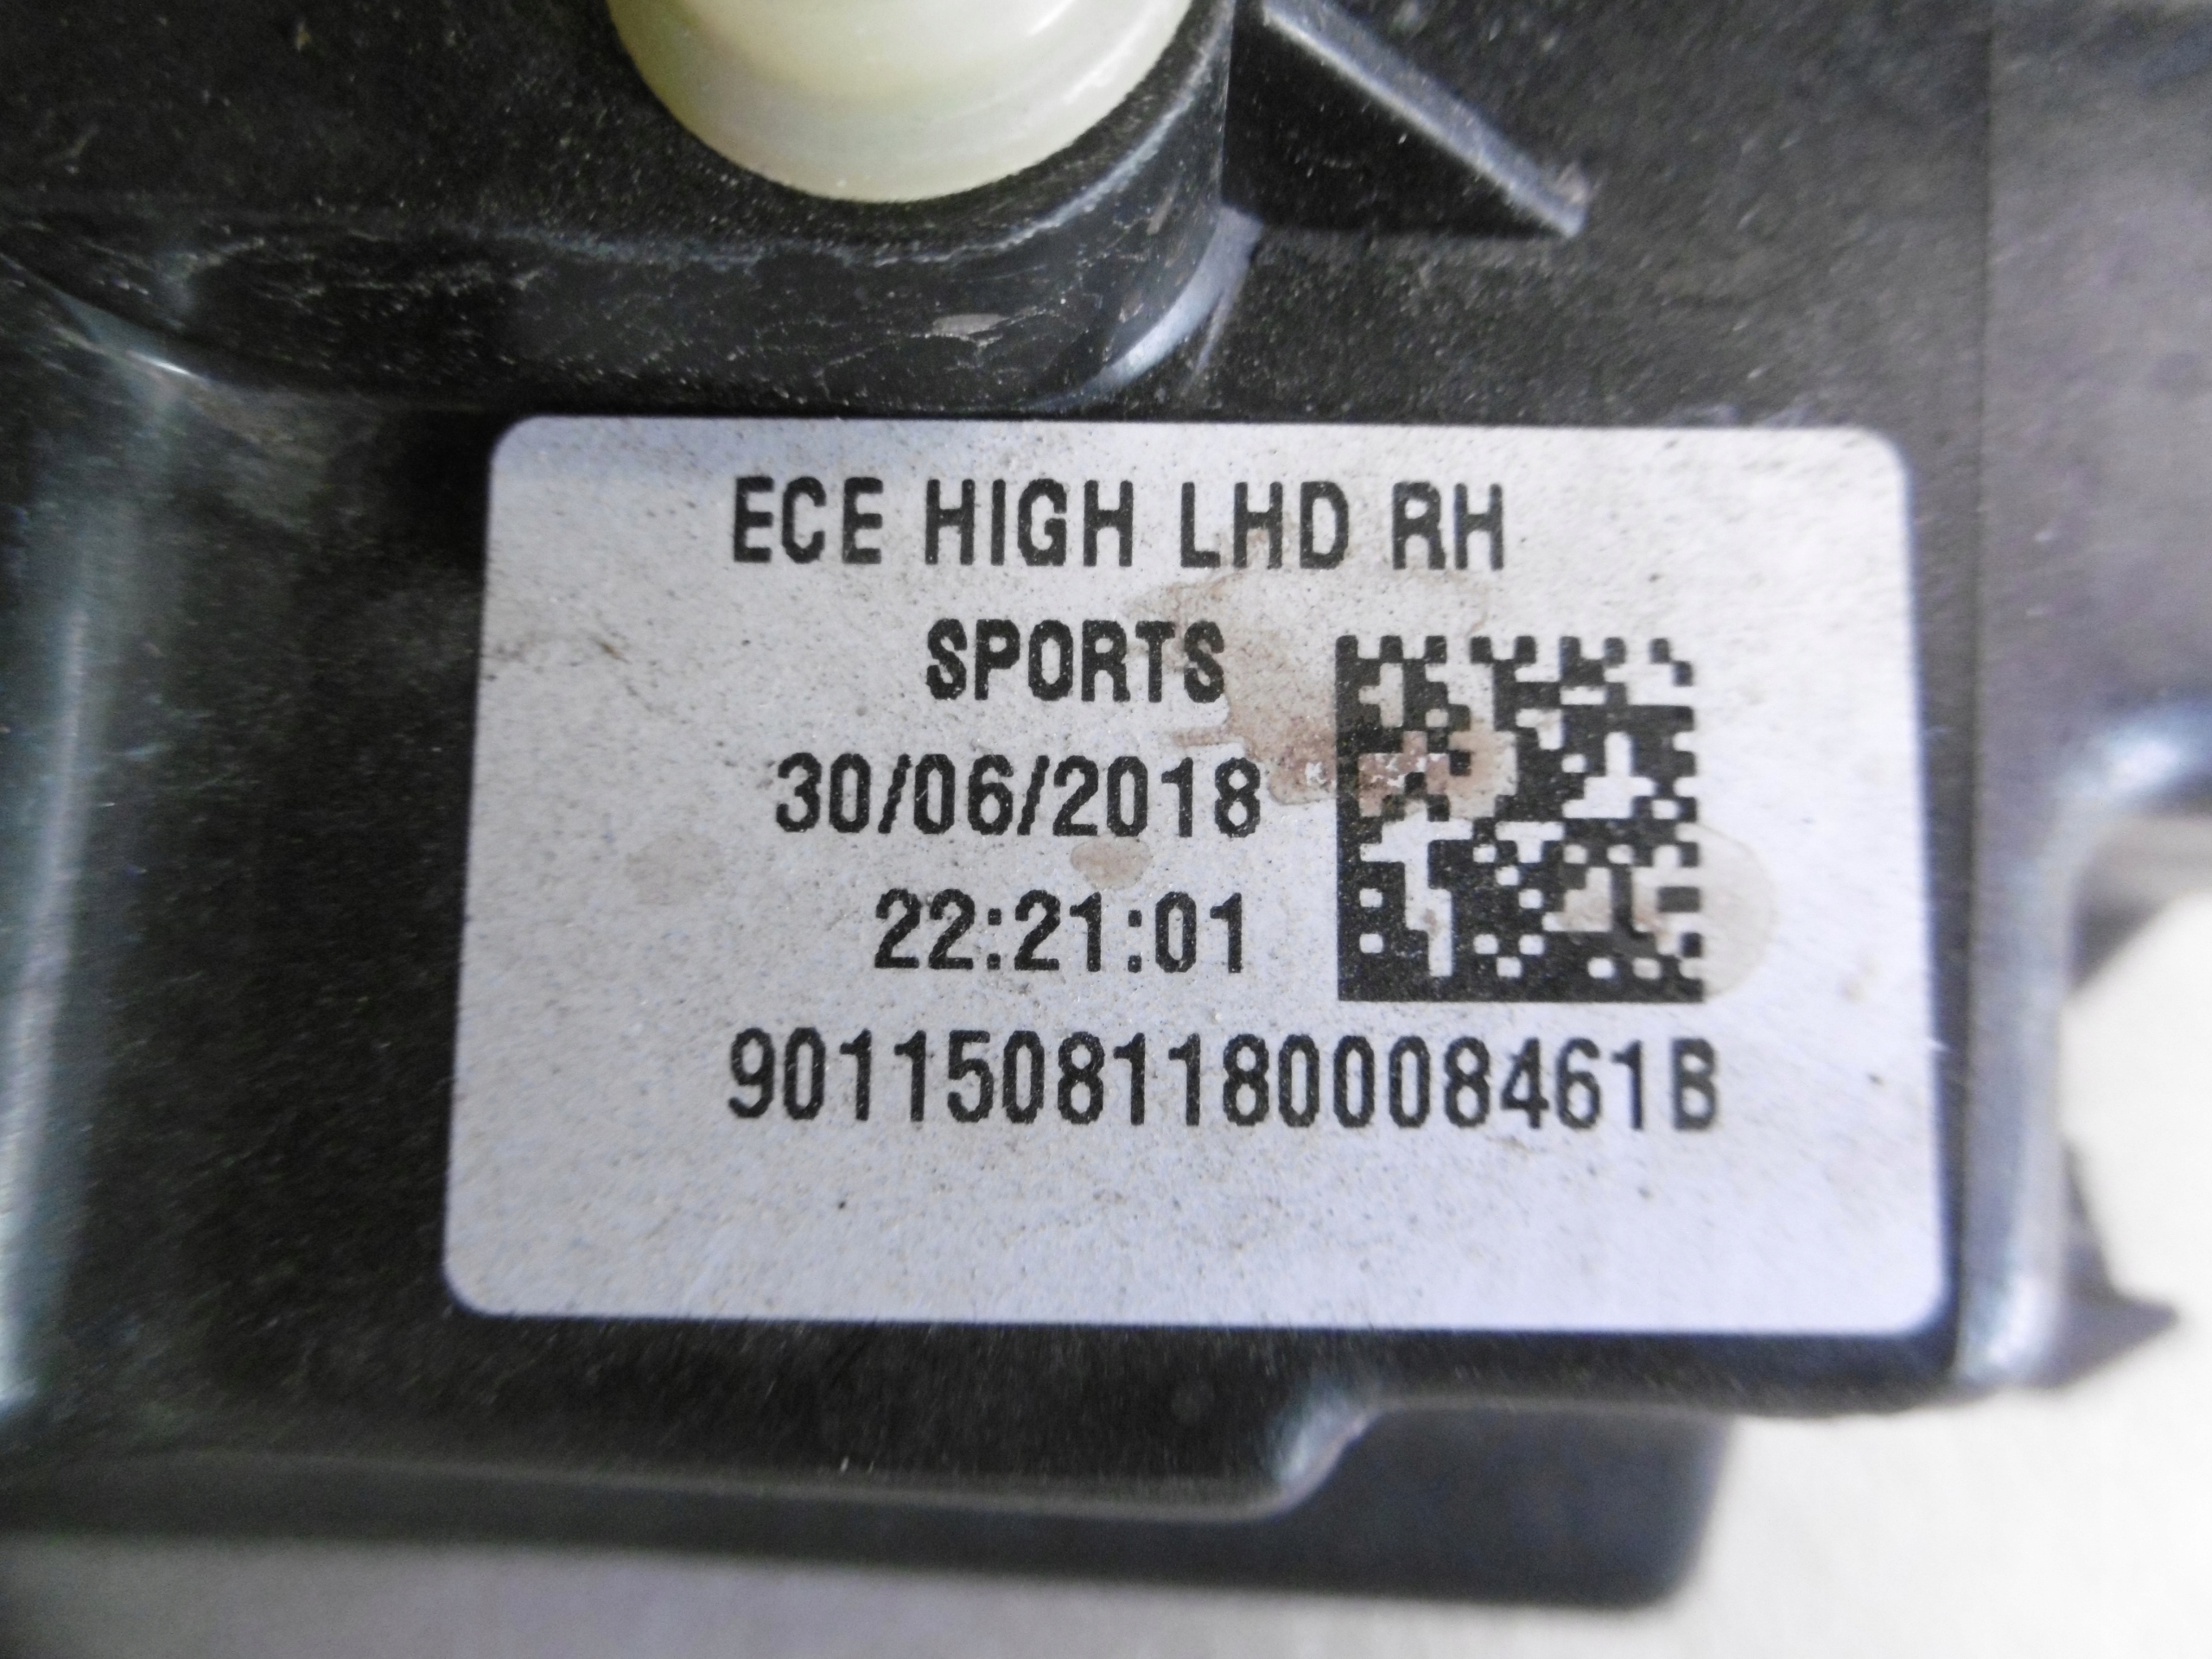 ECE HIGH LHD RH
SPORTS
30/06/2018
22:21:01
90115081180008461B